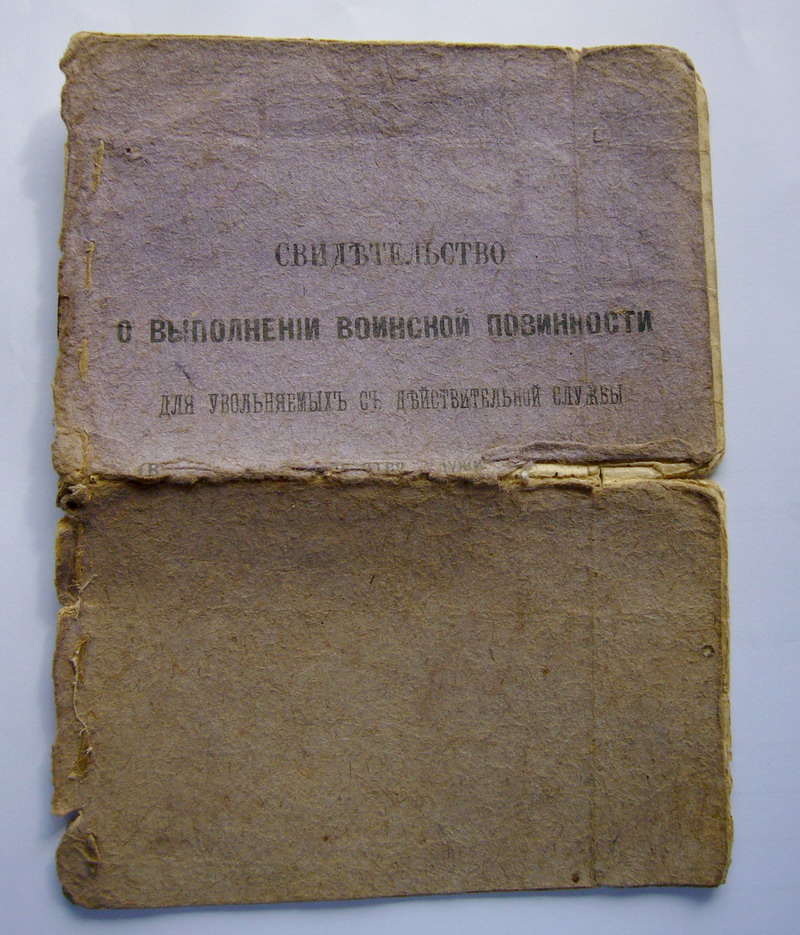 СВИДѢТЕЛЬСТВО
О ВЫПОЛНЕНІИ ВОИНСКОЙ ПОВИННОСТИ
ДЛЯ УВОЛЬНЯЕМЫХЪ СЪ ДѢЙСТВИТЕЛЬНОЙ СЛУЖБЫ